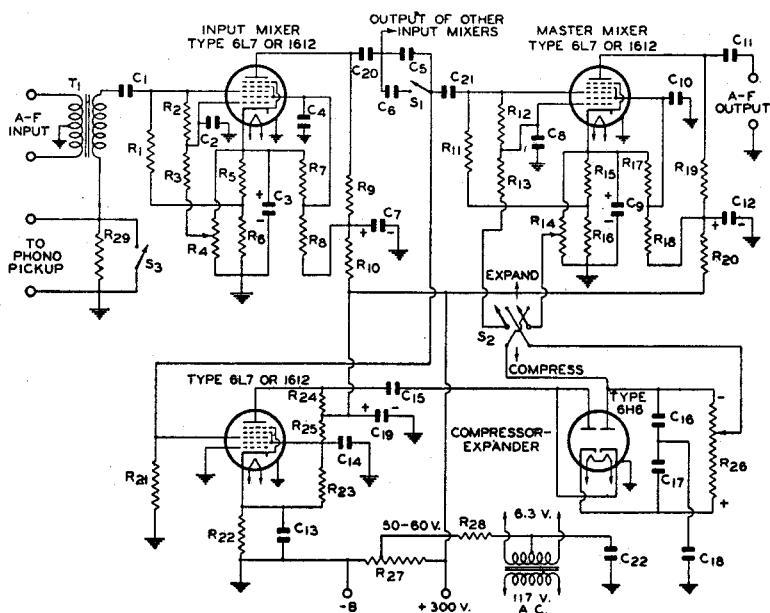 INPUT MIXER
TYPE 6L7 OR 1612
OUTPUT OF OTHER
INPUT MIXERS
MASTER MIXER
TYPE 6L7 OR 1612
C11
T1
C1
C20
C5
C21
C10
A-F
INPUT
R2
C2
C4
C6
S1
R12
C8
A-F
OUTPUT
R1
R3
R5
C3
R7
R9
R11
R13
R15
R17
R19
C7
C9
C12
TO
PHONO
PICKUP
R29
S3
R4
R6
R8
R10
R14
R16
R18
R20
+
-
+
-
+
-
+
-
EXPAND
S2
COMPRESS
TYPE 6L7 OR 1612
R24
C15
TYPE
6H6
-
C16
R25
+
-
C19
COMPRESSOR-
EXPANDER
R21
C14
C17
R26
R23
+
R22
C13
50-60 V.
R28
6.3 V.
C22
C18
R27
-B
+300 V.
117 V.
A.C.